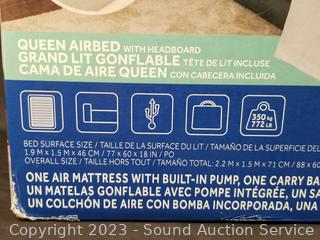 QUEEN AIRBED WITH HEADBOARD
GRAND LIT GONFLABLE TÊTE DE LIT INCLUSE
CAMA DE AIRE QUEEN CON CABECERA INCLUIDA
350 kg
772 LB
BED SURFACE SIZE / TAILLE DE LA SURFACE DU LIT / TAMAÑO DE LA SUPERFICIE DEL
1.9 M x 1.5 M x 46 CM / 77 x 60 x 18 IN / PO
OVERALL SIZE / TAILLE HORS TOUT / TAMAÑO TOTAL: 2.2 M x 1.5 M x 71 CM / 88 x 60
ONE AIR MATTRESS WITH BUILT-IN PUMP, ONE CARRY BA
UN MATELAS GONFLABLE AVEC POMPE INTÉGRÉE, UN SA
UN COLCHÓN DE AIRE CON BOMBA INCORPORADA, UNA
Copyright 2023 - Sound Auction Service